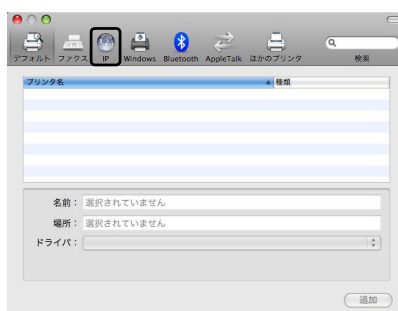 デフォルト ファクス IP Windows Bluetooth AppleTalk ほかのプリンタ 検索
プリンタ名 種類
名前： 選択されていません
場所： 選択されていません
ドライバ：
追加